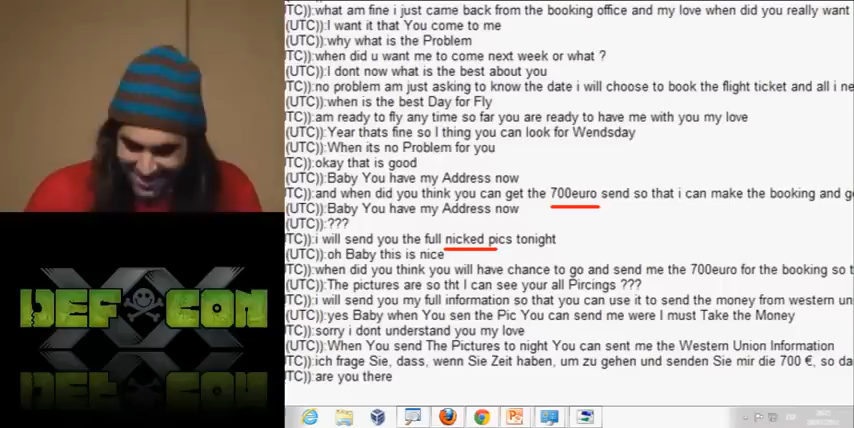 JTC)):what am fine i just came back from the booking office and my love when did you really want
(UTC)):I want it that You come to me
(UTC)):why what is the Problem
(UTC)):when did u want me to come next week or what ?
(UTC)):I dont now what is the best about you
JTC)):no problem am just asking to know the date i will choose to book the flight ticket and all i ne
(UTC)):when is the best Day for Fly
(UTC)):am ready to fly any time so far you are ready to have me with you my love
(UTC)):Year thats fine so I thing you can look for Wendsday
(UTC)):When its no Problem for you
(UTC)):okay that is good
(UTC)):Baby You have my Address now
UTC)):and when did you think you can get the 700euro send so that i can make the booking and g
(UTC)):Baby You have my Address now
(UTC)):???
JTC)):i will send you the full nicked pics tonight
(UTC)):oh Baby this is nice
UTC)):when did you think you will have chance to go and send me the 700euro for the booking so t
(UTC)):The pictures are so tht I can see your all Pircings ???
UTC)):i will send you my full information so that you can use it to send the money from western un
(UTC)):yes Baby when You sen the Pic You can send me were I must Take the Money
(UTC)):sorry i dont understand you my love
(UTC)):When You send The Pictures to night You can sent me the Western Union Information
UTC)):ich frage Sie, dass, wenn Sie Zeit haben, um zu gehen und senden Sie mir die 700 €, so da
JTC)):are you there
DEF CON
XX